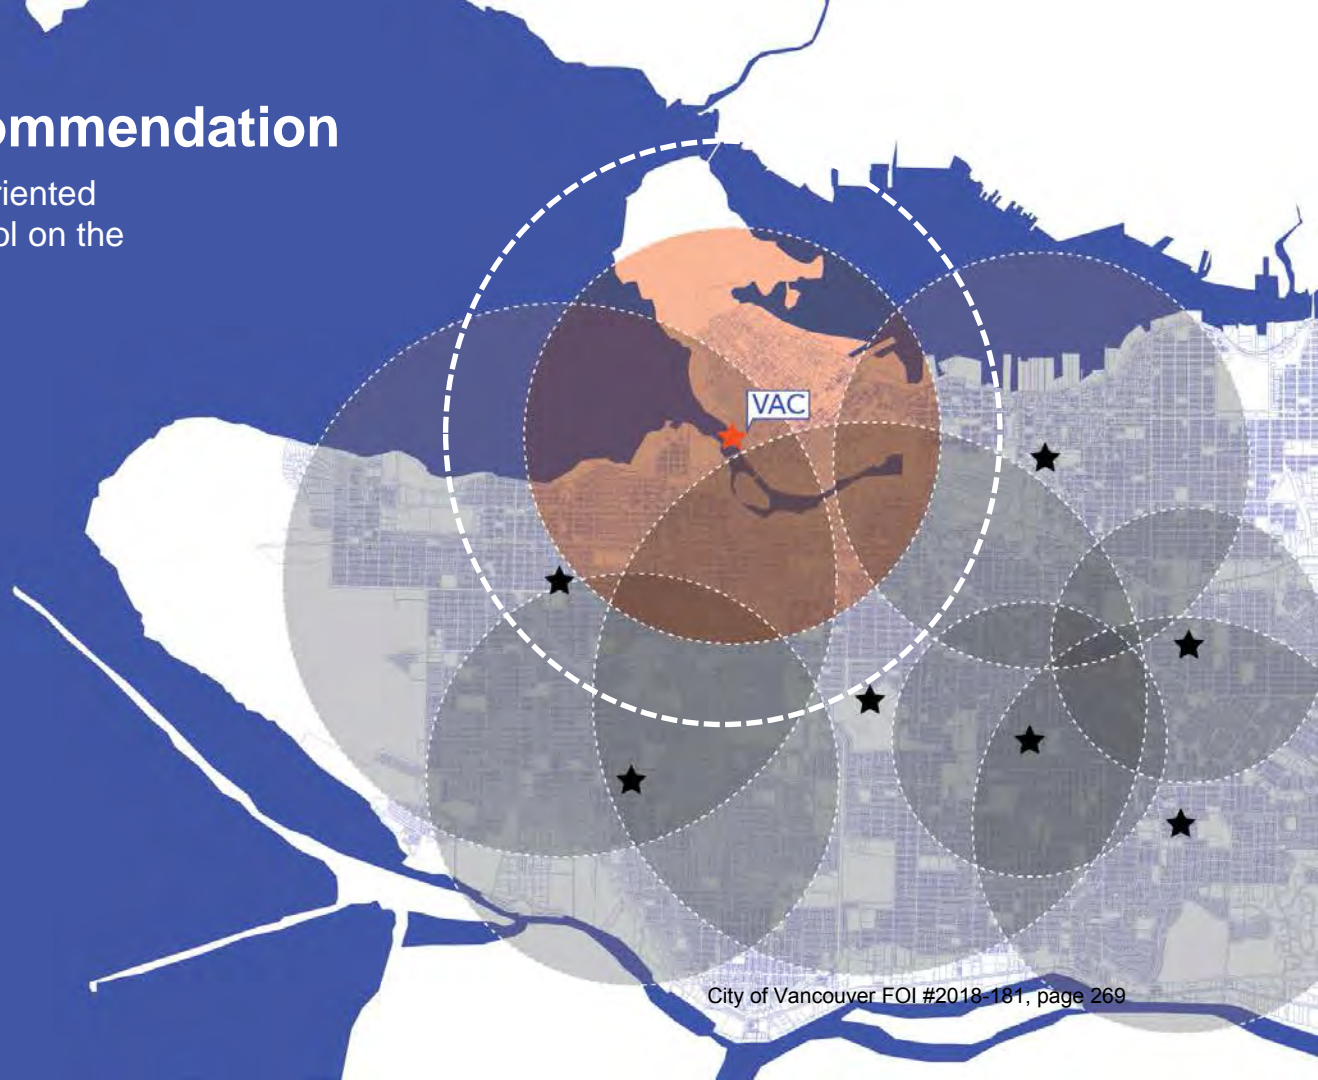 ommendation
riented
ol on the
VAC
City of Vancouver FOI #2018-181, page 269